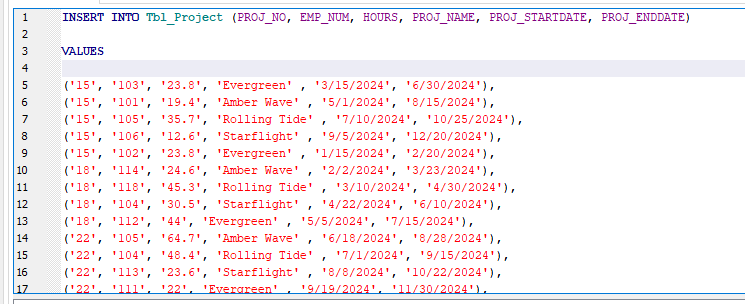 1 INSERT INTO Tbl_Project (PROJ_NO, EMP_NUM, HOURS, PROJ_NAME, PROJ_STARTDATE, PROJ_ENDDATE)
2
3 VALUES
4
5 ('15', '103', '23.8', 'Evergreen' , '3/15/2024', '6/30/2024'),
6 ('15', '101', '19.4', 'Amber Wave' , '5/1/2024', '8/15/2024'),
7 ('15', '105', '35.7', 'Rolling Tide' , '7/10/2024', '10/25/2024'),
8 ('15', '106', '12.6', 'Starflight' , '9/5/2024', '12/20/2024'),
9 ('15', '102', '23.8', 'Evergreen' , '1/15/2024', '2/20/2024'),
10 ('18', '114', '24.6', 'Amber Wave' , '2/2/2024', '3/23/2024'),
11 ('18', '118', '45.3', 'Rolling Tide' , '3/10/2024', '4/30/2024'),
12 ('18', '104', '30.5', 'Starflight' , '4/22/2024', '6/10/2024'),
13 ('18', '112', '44', 'Evergreen' , '5/5/2024', '7/15/2024'),
14 ('22', '105', '64.7', 'Amber Wave' , '6/18/2024', '8/28/2024'),
15 ('22', '104', '48.4', 'Rolling Tide' , '7/1/2024', '9/15/2024'),
16 ('22', '113', '23.6', 'Starflight' , '8/8/2024', '10/22/2024'),
17 ('22', '111', '22', 'Evergreen' , '9/19/2024', '11/30/2024'),